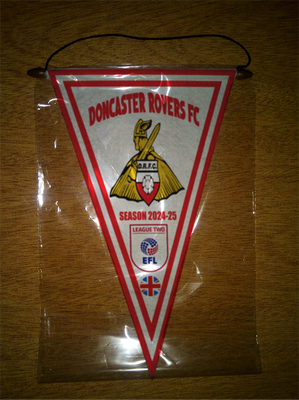 DONCASTER ROVERS FC
D.R.F.C.
SEASON 2024-25
LEAGUE TWO
EFL